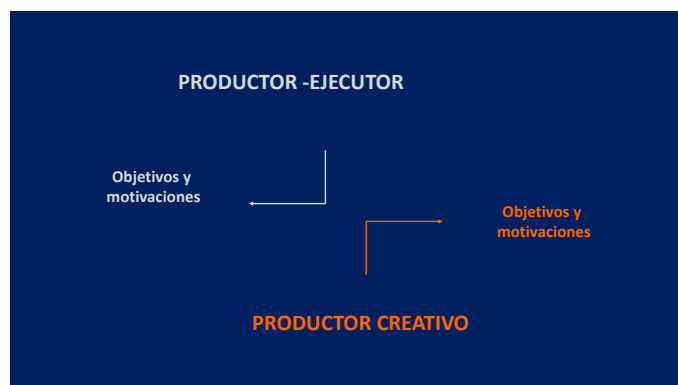 PRODUCTOR -EJECUTOR
Objetivos y
motivaciones
Objetivos y
motivaciones
PRODUCTOR CREATIVO